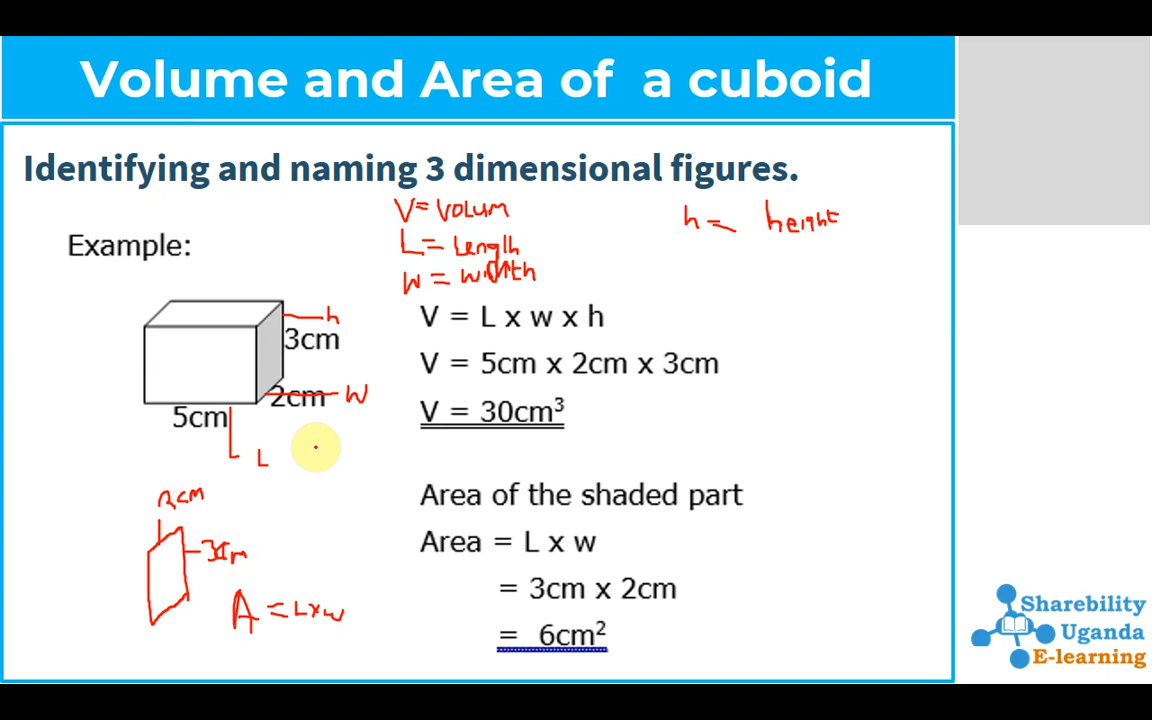 Volume and Area of a cuboid
Identifying and naming 3 dimensional figures.
V = Volum
L = Length
W = Width
h = height
Example:
h
3cm
2cm
W
5cm
L
V = L x w x h
V = 5cm x 2cm x 3cm
V = 30cm³
2cm
3cm
A = L x w
Area of the shaded part
Area = L x w
= 3cm x 2cm
= 6cm²
Sharebility
Uganda
E-learning